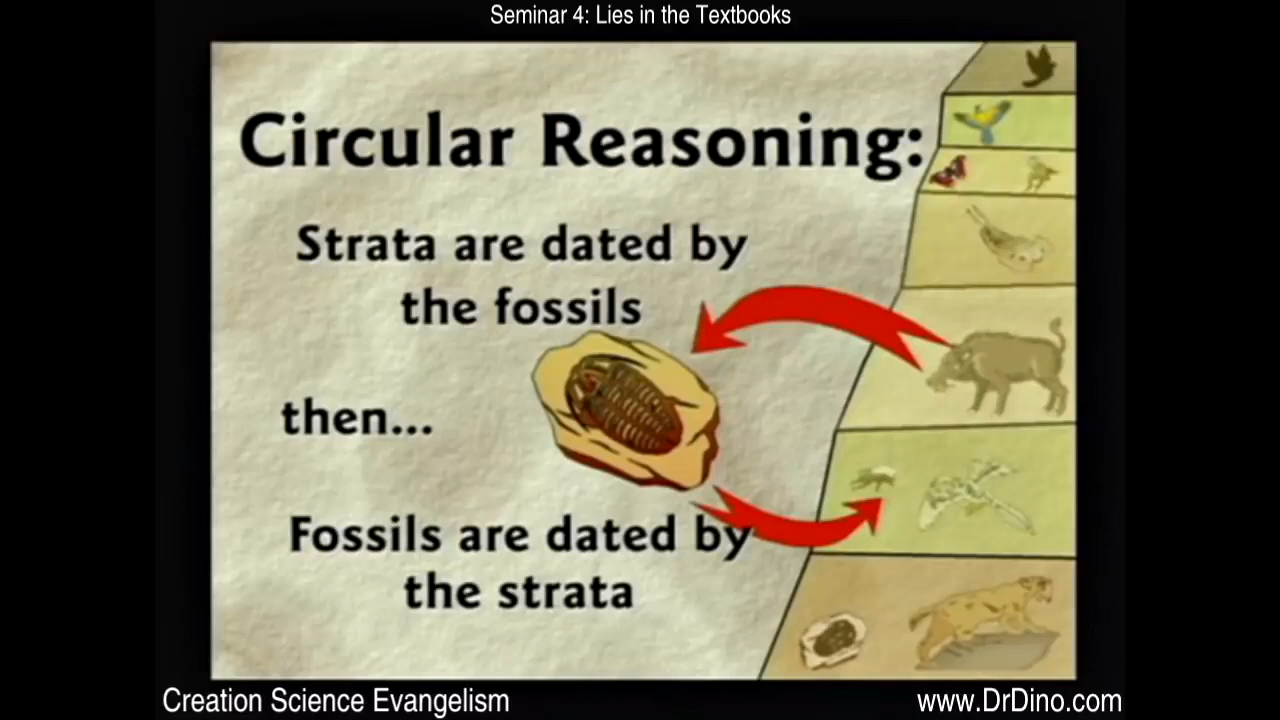 Seminar 4: Lies in the Textbooks
Circular Reasoning:
Strata are dated by
the fossils
then...
Fossils are dated by
the strata
Creation Science Evangelism
www.DrDino.com